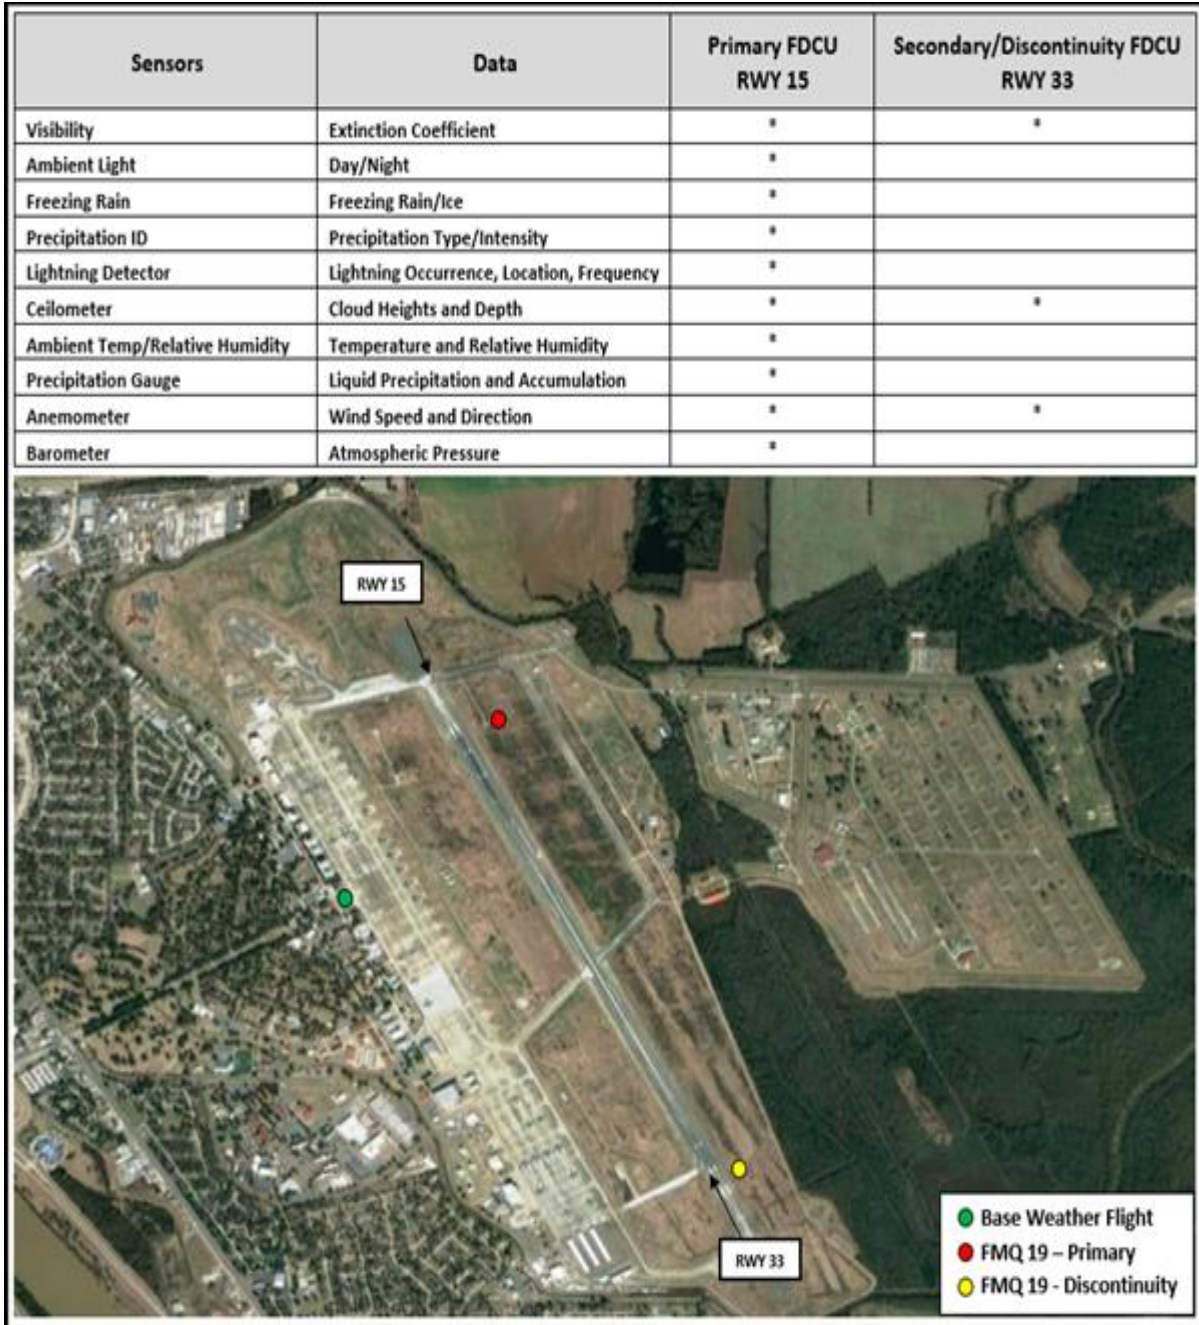 Sensors Data Primary FDCU RWY 15 Secondary/Discontinuity FDCU RWY 33
Visibility Extinction Coefficient * *
Ambient Light Day/Night *
Freezing Rain Freezing Rain/Ice *
Precipitation ID Precipitation Type/Intensity *
Lightning Detector Lightning Occurrence, Location, Frequency *
Ceilometer Cloud Heights and Depth * *
Ambient Temp/Relative Humidity Temperature and Relative Humidity *
Precipitation Gauge Liquid Precipitation and Accumulation *
Anemometer Wind Speed and Direction * *
Barometer Atmospheric Pressure *
RWY 15
RWY 33
Base Weather Flight
FMQ 19 – Primary
FMQ 19 - Discontinuity